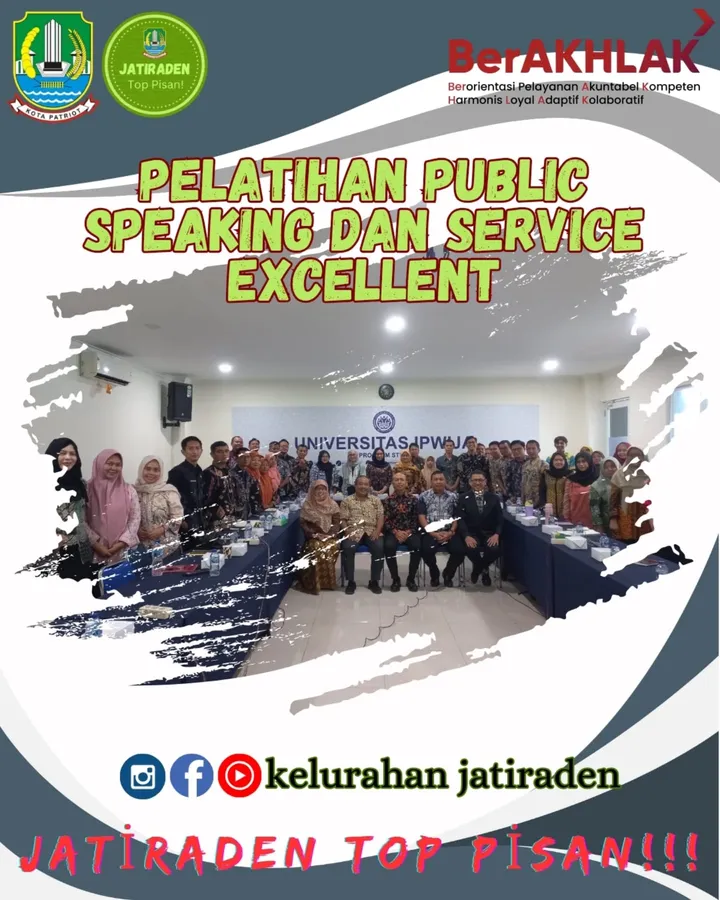 KOTA PATRIOT
JATIRADEN
Top Pisan!
BerAKHLAK
Berorientasi Pelayanan Akuntabel Kompeten
Harmonis Loyal Adaptif Kolaboratif
PELATIHAN PUBLIC
SPEAKING DAN SERVICE
EXCELLENT
UNIVERSITAS IPWIJA
kelurahan jatiraden
JATİRADEN TOP PİSAN!!!